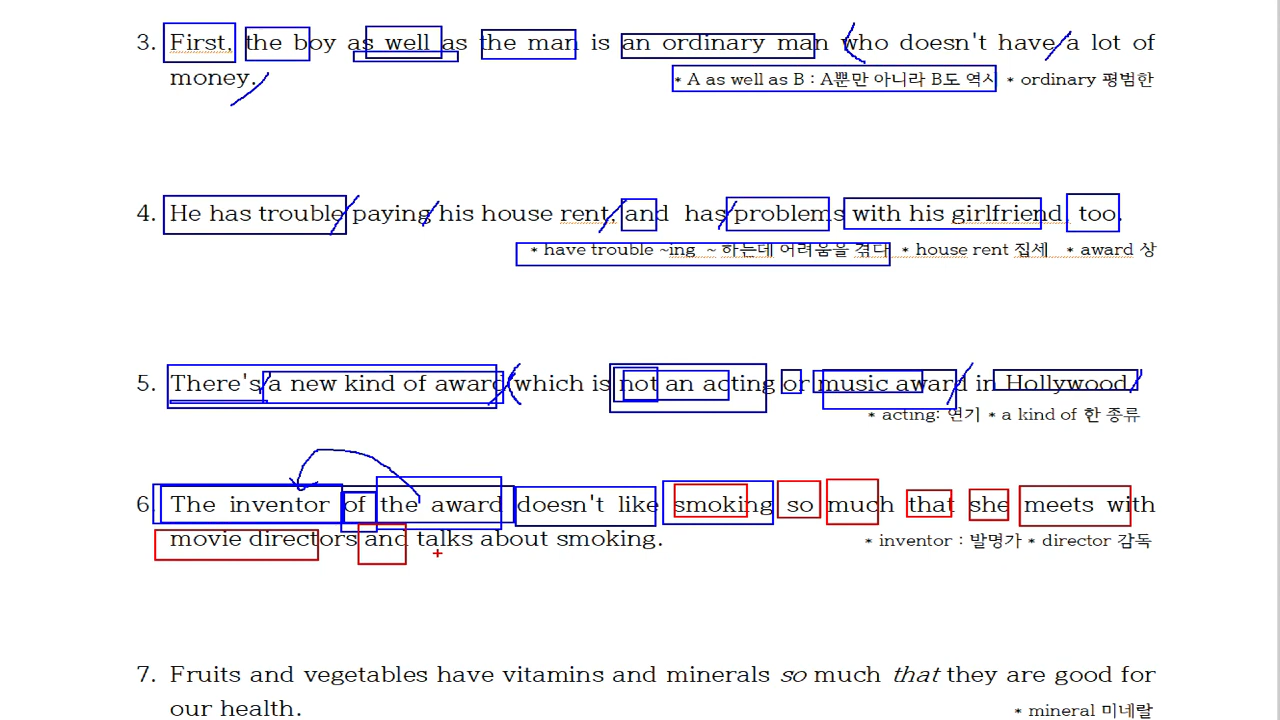 3. First, the boy as well as the man is an ordinary man who doesn't have a lot of
money.
* A as well as B : A뿐만 아니라 B도 역시 * ordinary 평범한
4. He has trouble paying his house rent, and has problems with his girlfriend, too.
* have trouble ~ing ~ 하는데 어려움을 겪다 * house rent 집세 * award 상
5. There's a new kind of award which is not an acting or music award in Hollywood.
* acting: 연기 * a kind of 한 종류
6. The inventor of the award doesn't like smoking so much that she meets with
movie directors and talks about smoking.
* inventor : 발명가 * director 감독
7. Fruits and vegetables have vitamins and minerals so much that they are good for
our health.
* mineral 미네랄